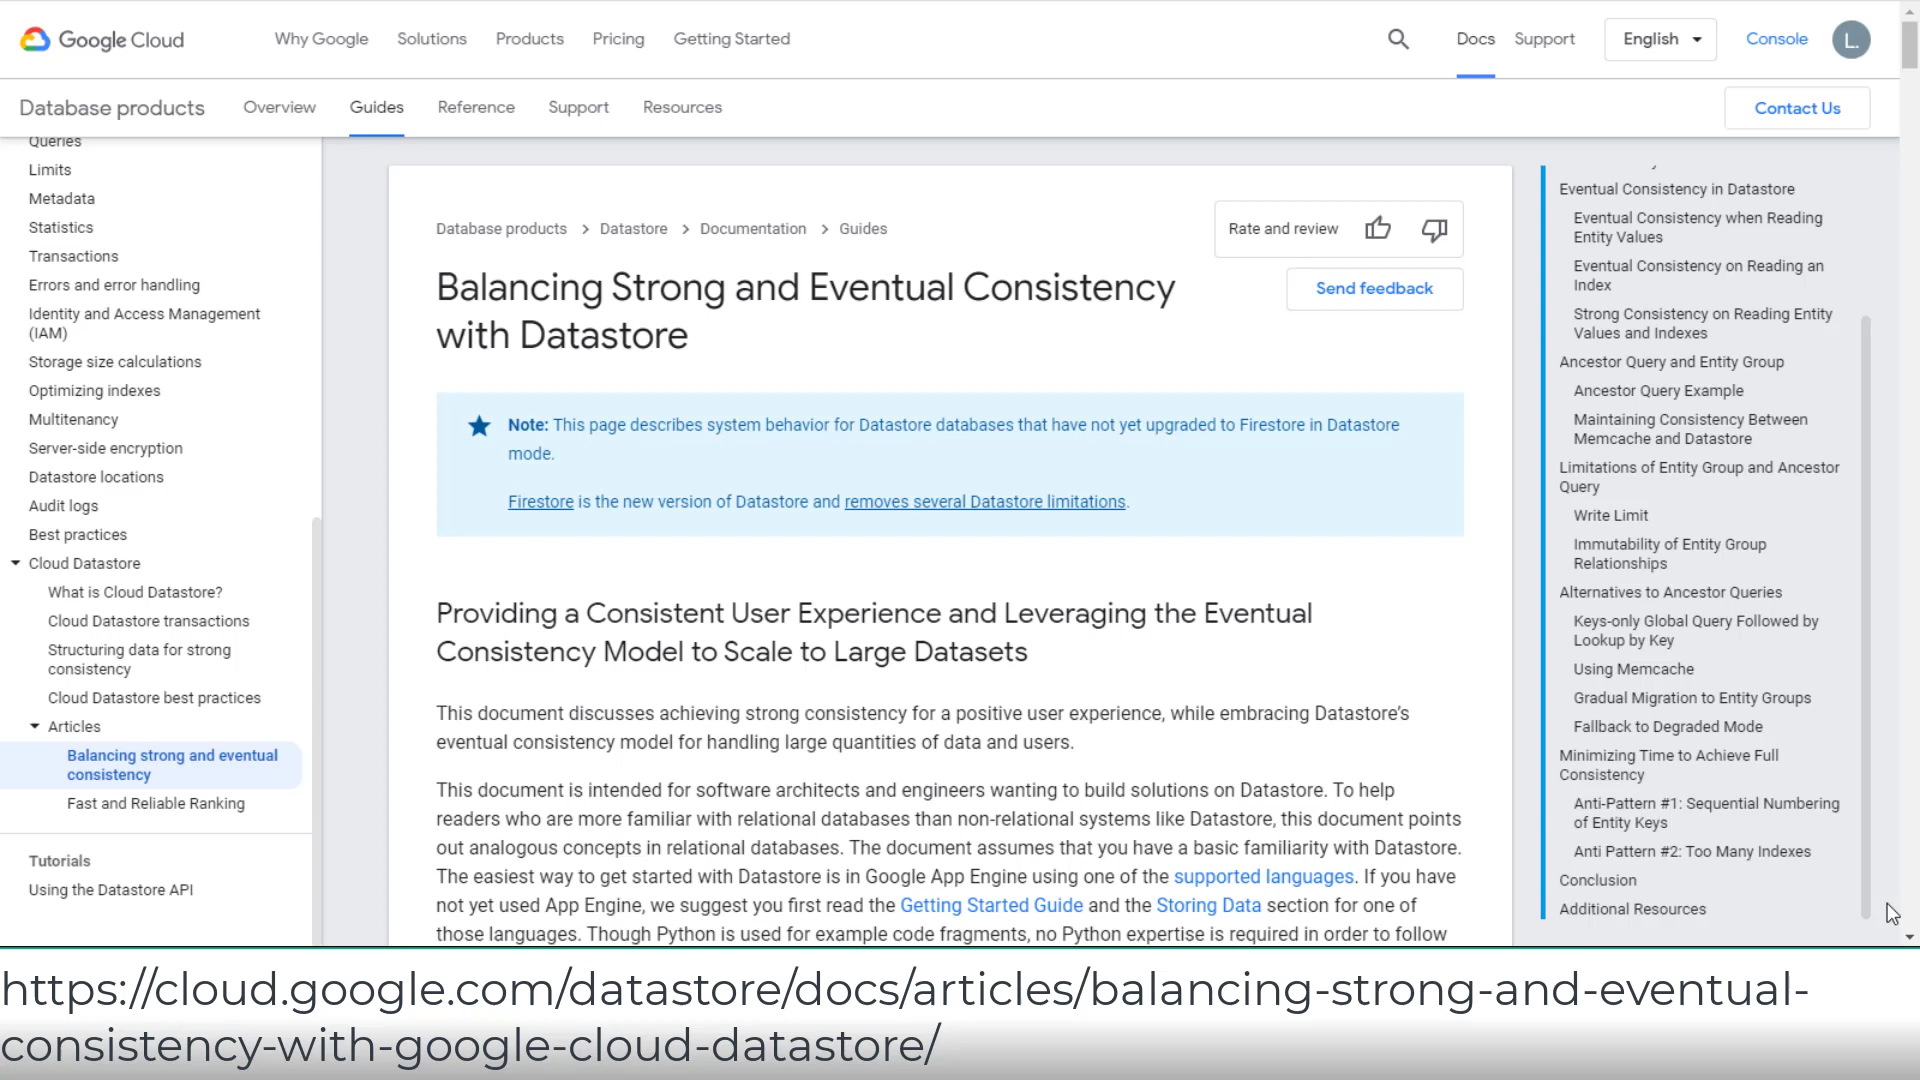 Google Cloud
Why Google
Solutions
Products
Pricing
Getting Started
Docs
Support
English
Console
L.
Database products
Overview
Guides
Reference
Support
Resources
Contact Us
Queries
Limits
Metadata
Statistics
Transactions
Errors and error handling
Identity and Access Management
(IAM)
Storage size calculations
Optimizing indexes
Multitenancy
Server-side encryption
Datastore locations
Audit logs
Best practices
Cloud Datastore
What is Cloud Datastore?
Cloud Datastore transactions
Structuring data for strong
consistency
Cloud Datastore best practices
Articles
Balancing strong and eventual
consistency
Fast and Reliable Ranking
Tutorials
Using the Datastore API
Database products > Datastore > Documentation > Guides
Rate and review
Send feedback
Balancing Strong and Eventual Consistency
with Datastore
Note: This page describes system behavior for Datastore databases that have not yet upgraded to Firestore in Datastore
mode.
Firestore is the new version of Datastore and removes several Datastore limitations.
Providing a Consistent User Experience and Leveraging the Eventual
Consistency Model to Scale to Large Datasets
This document discusses achieving strong consistency for a positive user experience, while embracing Datastore's
eventual consistency model for handling large quantities of data and users.
This document is intended for software architects and engineers wanting to build solutions on Datastore. To help
readers who are more familiar with relational databases than non-relational systems like Datastore, this document points
out analogous concepts in relational databases. The document assumes that you have a basic familiarity with Datastore.
The easiest way to get started with Datastore is in Google App Engine using one of the supported languages. If you have
not yet used App Engine, we suggest you first read the Getting Started Guide and the Storing Data section for one of
those languages. Though Python is used for example code fragments, no Python expertise is required in order to follow
Eventual Consistency in Datastore
Eventual Consistency when Reading
Entity Values
Eventual Consistency on Reading an
Index
Strong Consistency on Reading Entity
Values and Indexes
Ancestor Query and Entity Group
Ancestor Query Example
Maintaining Consistency Between
Memcache and Datastore
Limitations of Entity Group and Ancestor
Query
Write Limit
Immutability of Entity Group
Relationships
Alternatives to Ancestor Queries
Keys-only Global Query Followed by
Lookup by Key
Using Memcache
Gradual Migration to Entity Groups
Fallback to Degraded Mode
Minimizing Time to Achieve Full
Consistency
Anti-Pattern #1: Sequential Numbering
of Entity Keys
Anti Pattern #2: Too Many Indexes
Conclusion
Additional Resources
https://cloud.google.com/datastore/docs/articles/balancing-strong-and-eventual-
consistency-with-google-cloud-datastore/